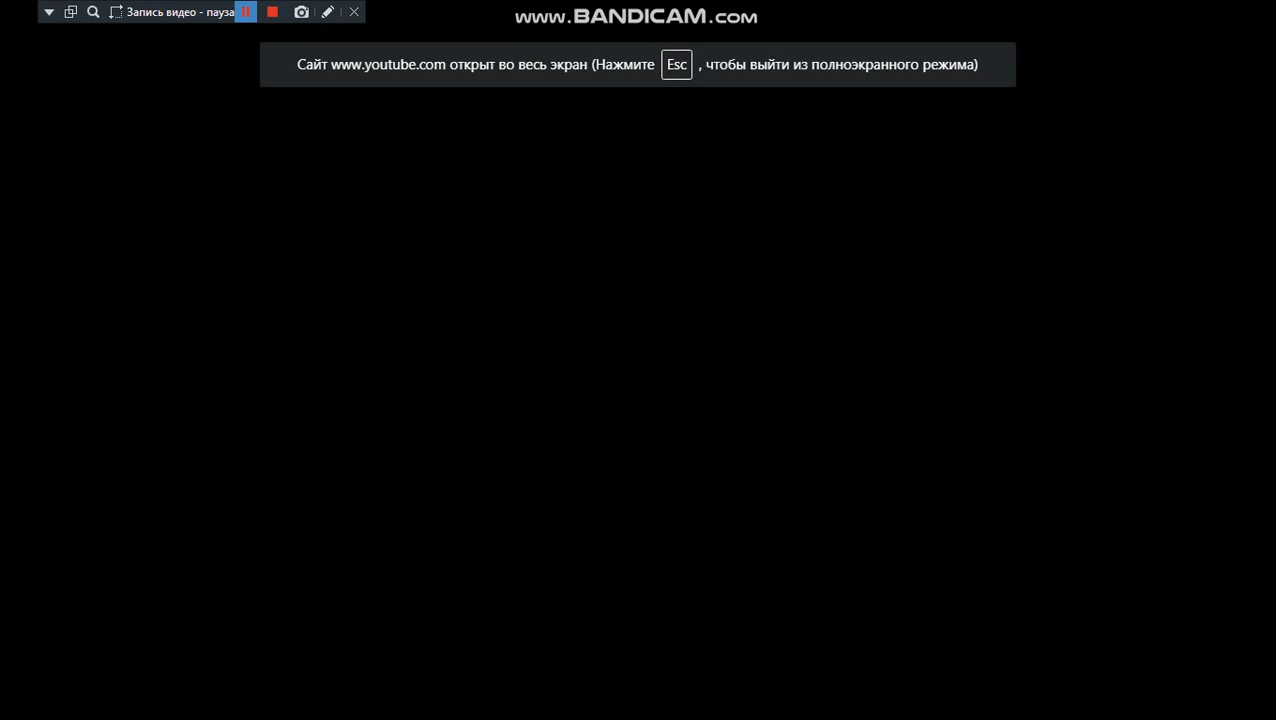 Запись видео - пауза
www.BANDICAM.com
Сайт www.youtube.com открыт во весь экран (Нажмите Esc , чтобы выйти из полноэкранного режима)